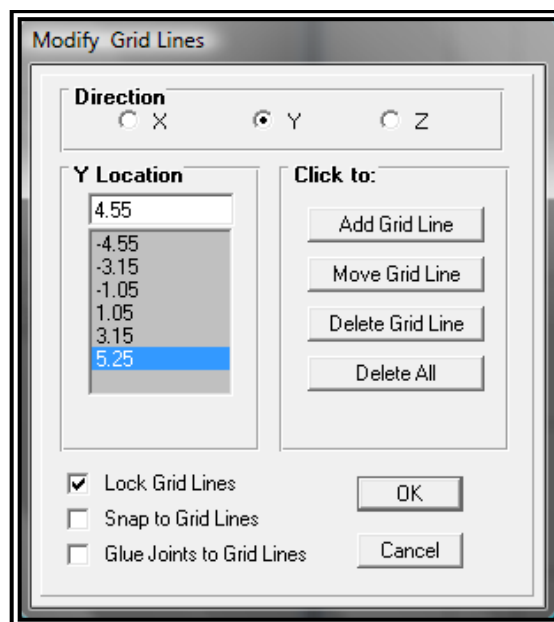 Modify Grid Lines
Direction
X Y Z
Y Location
4.55
-4.55
-3.15
-1.05
1.05
3.15
5.25
Click to:
Add Grid Line
Move Grid Line
Delete Grid Line
Delete All
Lock Grid Lines
Snap to Grid Lines
Glue Joints to Grid Lines
OK
Cancel